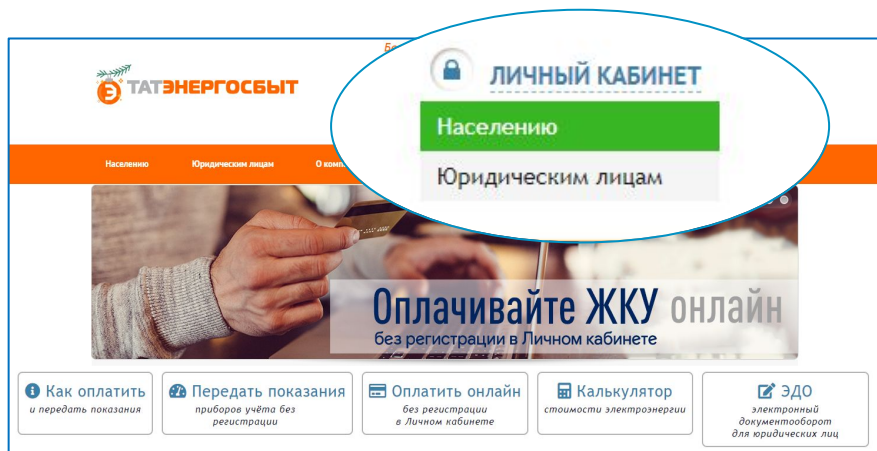 ТАТЭНЕРГОСБЫТ
ЛИЧНЫЙ КАБИНЕТ
Населению
Юридическим лицам
Населению Юридическим лицам
Оплачивайте ЖКУ онлайн
без регистрации в Личном кабинете
Как оплатить
и передать показания
Передать показания
приборов учёта без
регистрации
Оплатить онлайн
без регистрации
в Личном кабинете
Калькулятор
стоимости электроэнергии
ЭДО
электронный
документооборот
для юридических лиц